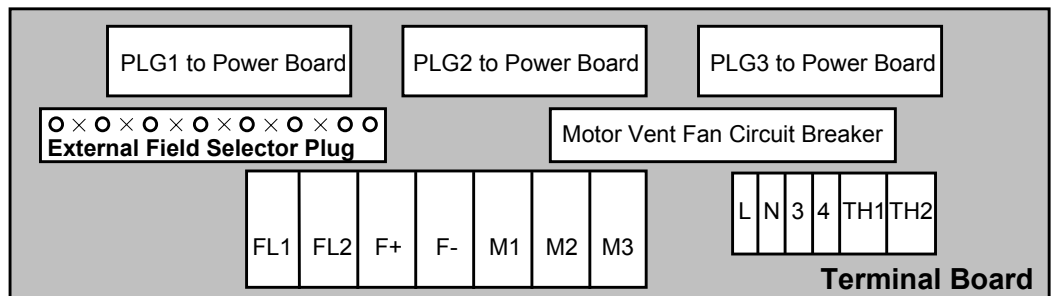 PLG1 to Power Board PLG2 to Power Board PLG3 to Power Board
O × O × O × O × O × O × O O
External Field Selector Plug
Motor Vent Fan Circuit Breaker
FL1 FL2 F+ F- M1 M2 M3
L N 3 4 TH1 TH2
Terminal Board